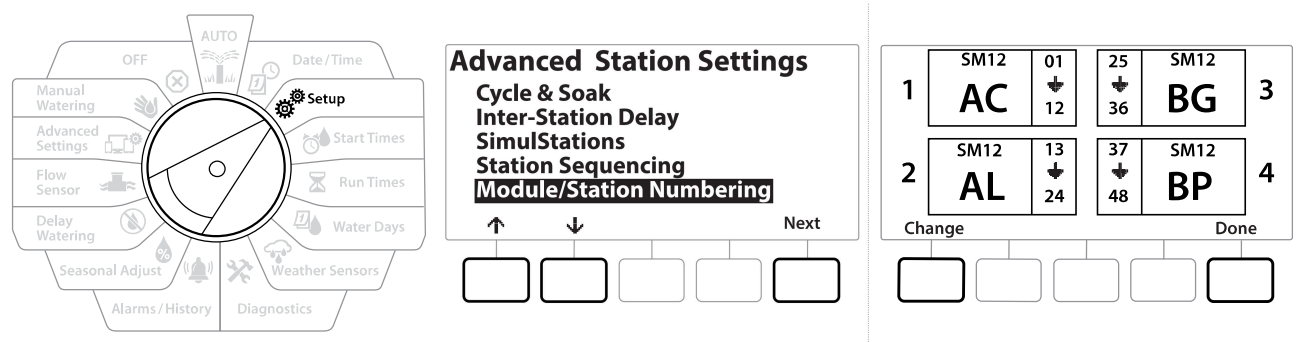 AUTO
OFF
Date/Time
Manual
Watering
Setup
Advanced
Settings
Start Times
Flow
Sensor
Run Times
Delay
Watering
Water Days
Seasonal Adjust
Weather Sensors
Alarms/History
Diagnostics
Advanced Station Settings
Cycle & Soak
Inter-Station Delay
SimulStations
Station Sequencing
Module/Station Numbering
Next
1
SM12
AC
01
12
25
36
SM12
BG
3
2
SM12
AL
13
24
37
48
SM12
BP
4
Change
Done